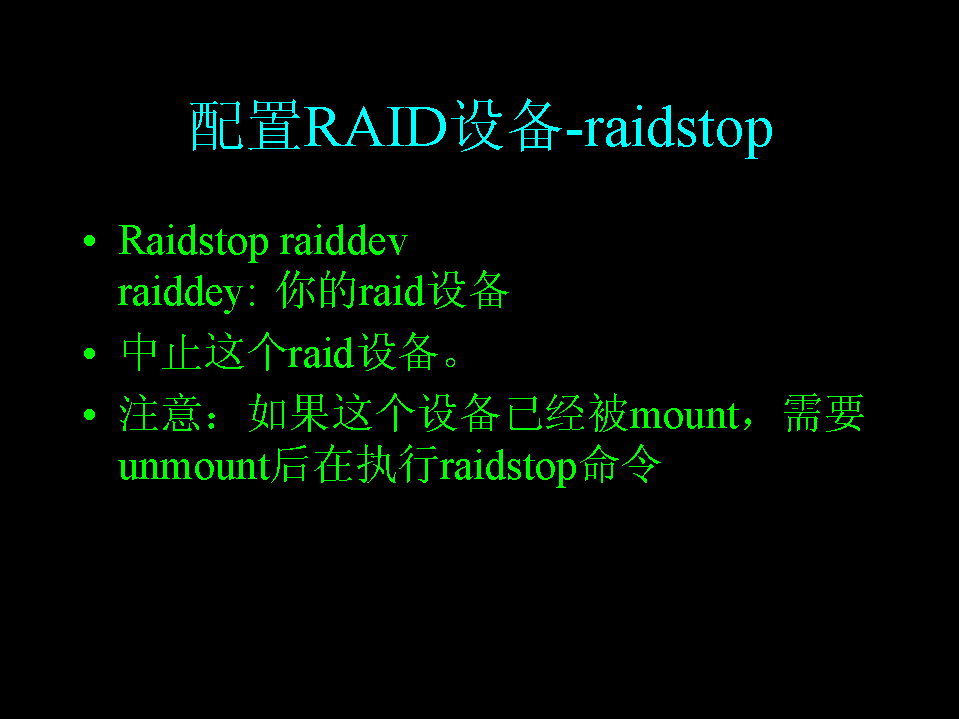 配置RAID设备-raidstop
• Raidstop raiddev
raiddey: 你的raid设备
• 中止这个raid设备。
• 注意：如果这个设备已经被mount，需要
unmount后在执行raidstop命令